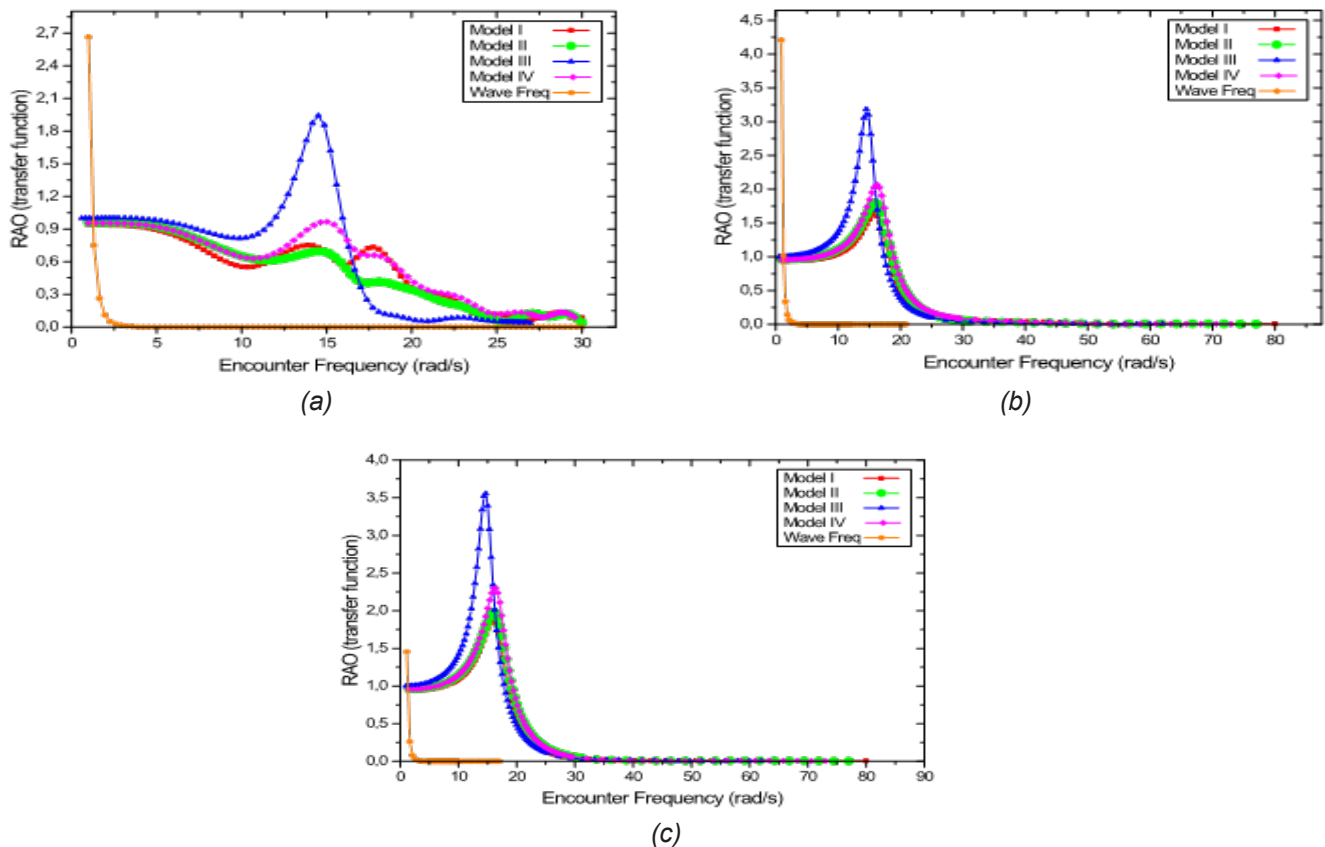 2,7
2,4
2,1
1,8
1,5
1,2
0,9
0,6
0,3
0,0
RAO (transfer function)
Model I
Model II
Model III
Model IV
Wave Freq
0 5 10 15 20 25 30
Encounter Frequency (rad/s)
(a)
4,5
4,0
3,5
3,0
2,5
2,0
1,5
1,0
0,5
0,0
RAO (transfer function)
Model I
Model II
Model III
Model IV
Wave Freq
0 10 20 30 40 50 60 70 80
Encounter Frequency (rad/s)
(b)
4,0
3,5
3,0
2,5
2,0
1,5
1,0
0,5
0,0
RAO (transfer function)
Model I
Model II
Model III
Model IV
Wave Freq
0 10 20 30 40 50 60 70 80 90
Encounter Frequency (rad/s)
(c)